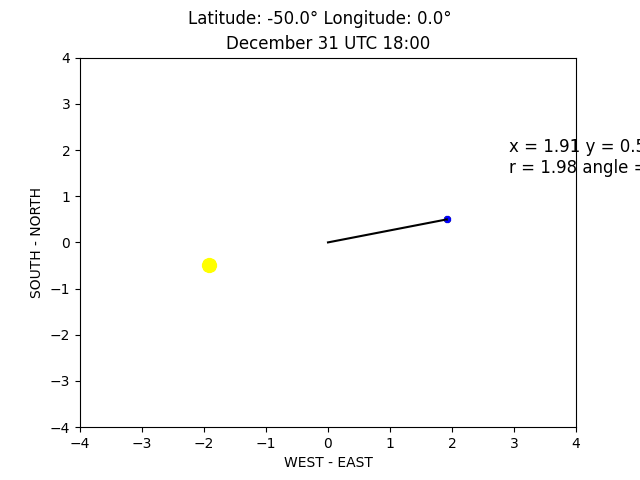 Latitude: -50.0° Longitude: 0.0°
December 31 UTC 18:00
4
3
2
1
0
−1
−2
−3
−4
SOUTH - NORTH
x = 1.91 y = 0.5
r = 1.98 angle =
−4 −3 −2 −1 0 1 2 3 4
WEST - EAST